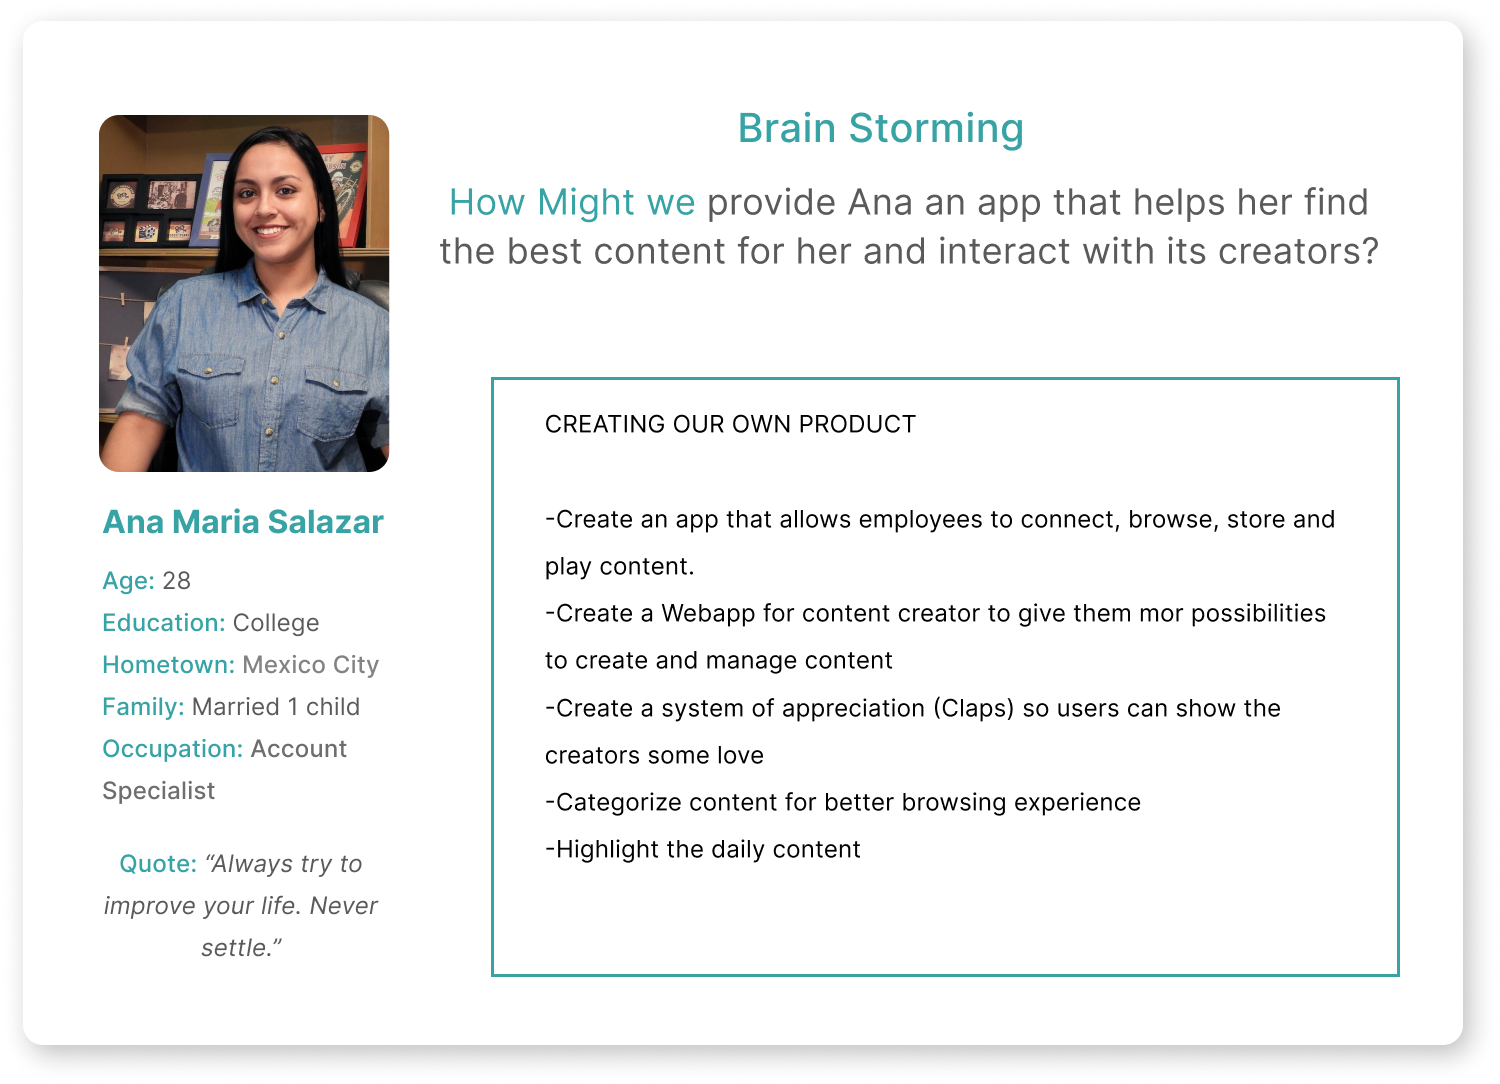 Brain Storming
How Might we provide Ana an app that helps her find
the best content for her and interact with its creators?
Ana Maria Salazar
Age: 28
Education: College
Hometown: Mexico City
Family: Married 1 child
Occupation: Account
Specialist
Quote: “Always try to
improve your life. Never
settle.”
CREATING OUR OWN PRODUCT
-Create an app that allows employees to connect, browse, store and
play content.
-Create a Webapp for content creator to give them mor possibilities
to create and manage content
-Create a system of appreciation (Claps) so users can show the
creators some love
-Categorize content for better browsing experience
-Highlight the daily content